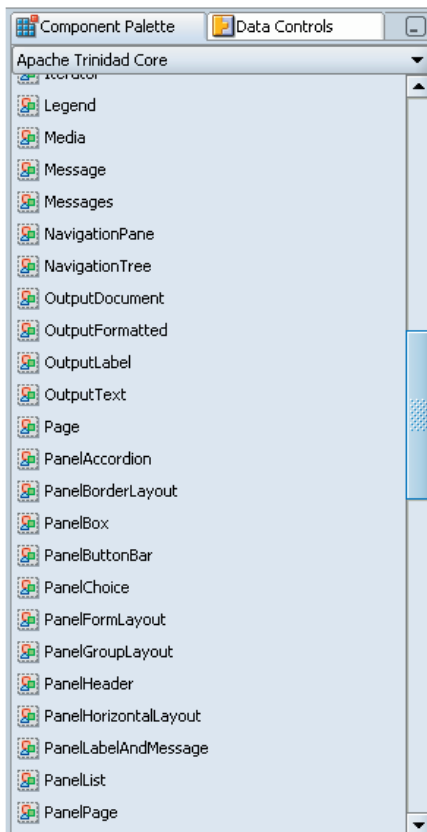 Component Palette Data Controls
Apache Trinidad Core
Iterator
Legend
Media
Message
Messages
NavigationPane
NavigationTree
OutputDocument
OutputFormatted
OutputLabel
OutputText
Page
PanelAccordion
PanelBorderLayout
PanelBox
PanelButtonBar
PanelChoice
PanelFormLayout
PanelGroupLayout
PanelHeader
PanelHorizontalLayout
PanelLabelAndMessage
PanelList
PanelPage